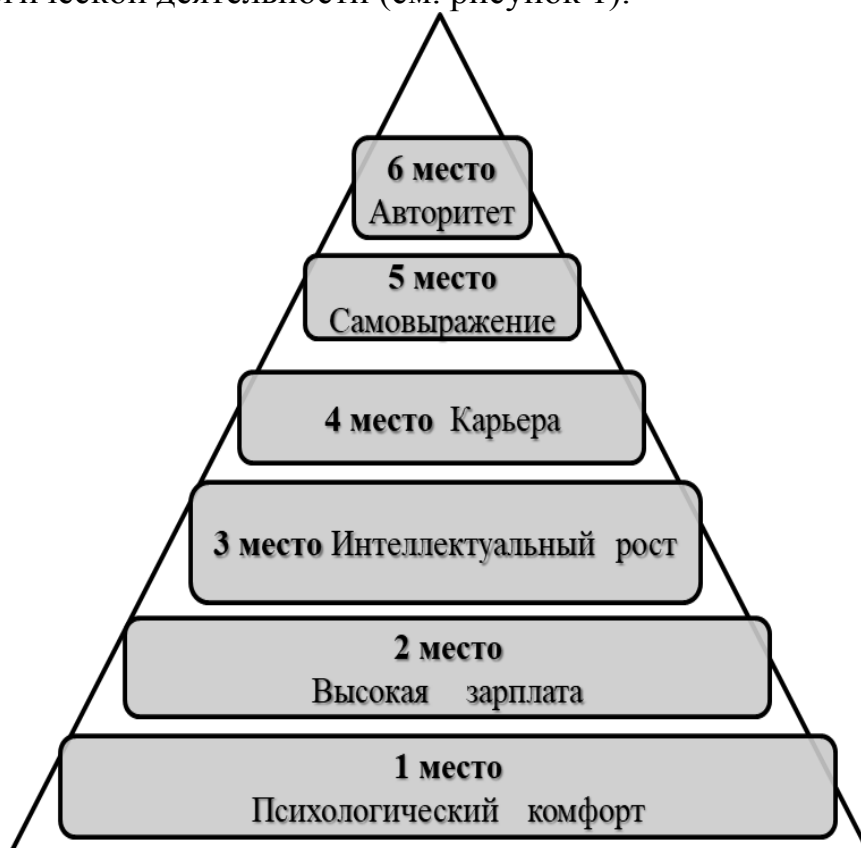 деятельности (см. рисунок 1).
6 место
Авторитет
5 место
Самовыражение
4 место Карьера
3 место Интеллектуальный рост
2 место
Высокая зарплата
1 место
Психологический комфорт